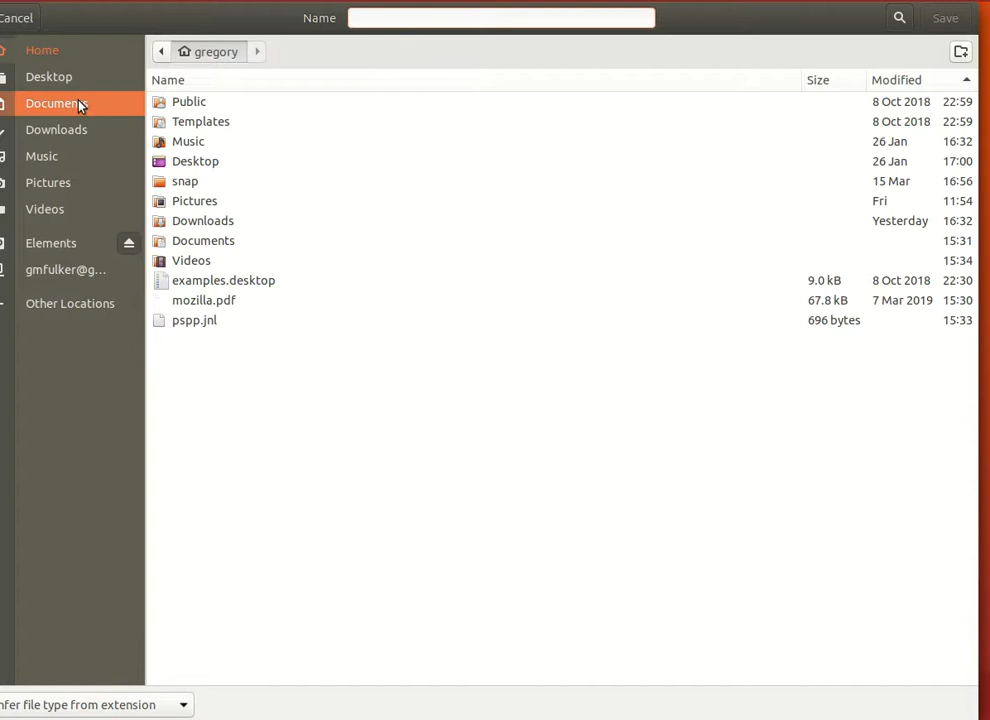 Cancel
Name
Save
Home
Desktop
Documents
Downloads
Music
Pictures
Videos
Elements
gmfulker@g...
Other Locations
gregory
Name Size Modified
Public 8 Oct 2018 22:59
Templates 8 Oct 2018 22:59
Music 26 Jan 16:32
Desktop 26 Jan 17:00
snap 15 Mar 16:56
Pictures Fri 11:54
Downloads Yesterday 16:32
Documents 15:31
Videos 15:34
examples.desktop 9.0 kB 8 Oct 2018 22:30
mozilla.pdf 67.8 kB 7 Mar 2019 15:30
pspp.jnl 696 bytes 15:33
nfer file type from extension